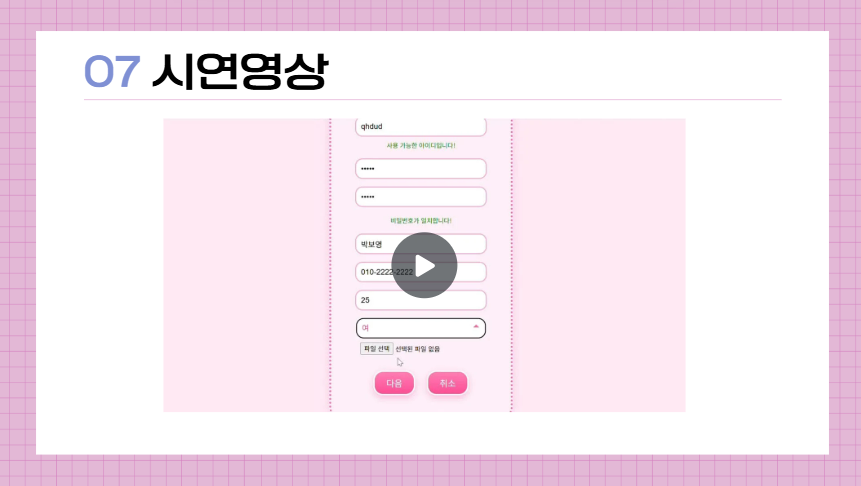 07 시연영상
qhdud
사용 가능한 아이디입니다!
•••••
•••••
비밀번호가 일치합니다!
박보영
010-2222-2222
25
여
파일 선택 선택된 파일 없음
다음 취소